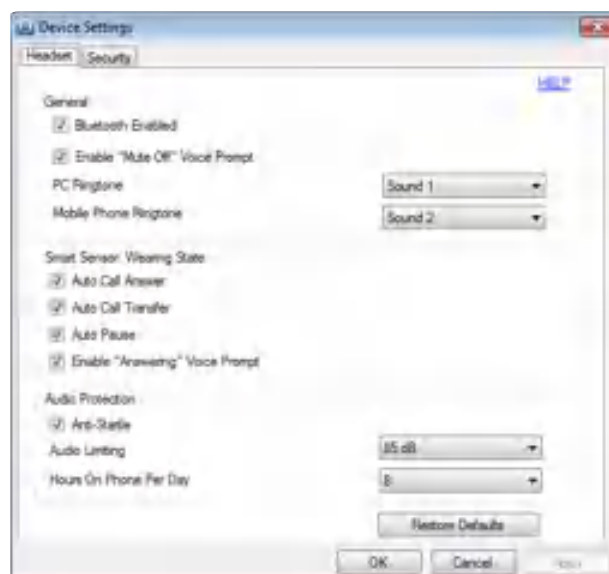 Device Settings
Headset Security
HELP
General
Bluetooth Enabled
Enable "Mute Off" Voice Prompt
PC Ringtone Sound 1
Mobile Phone Ringtone Sound 2
Smart Sensor: Wearing State
Auto Call Answer
Auto Call Transfer
Auto Pause
Enable "Answering" Voice Prompt
Audio Protection
Anti-Startle
Audio Limiting 85 dB
Hours On Phone Per Day 8
Restore Defaults
OK Cancel